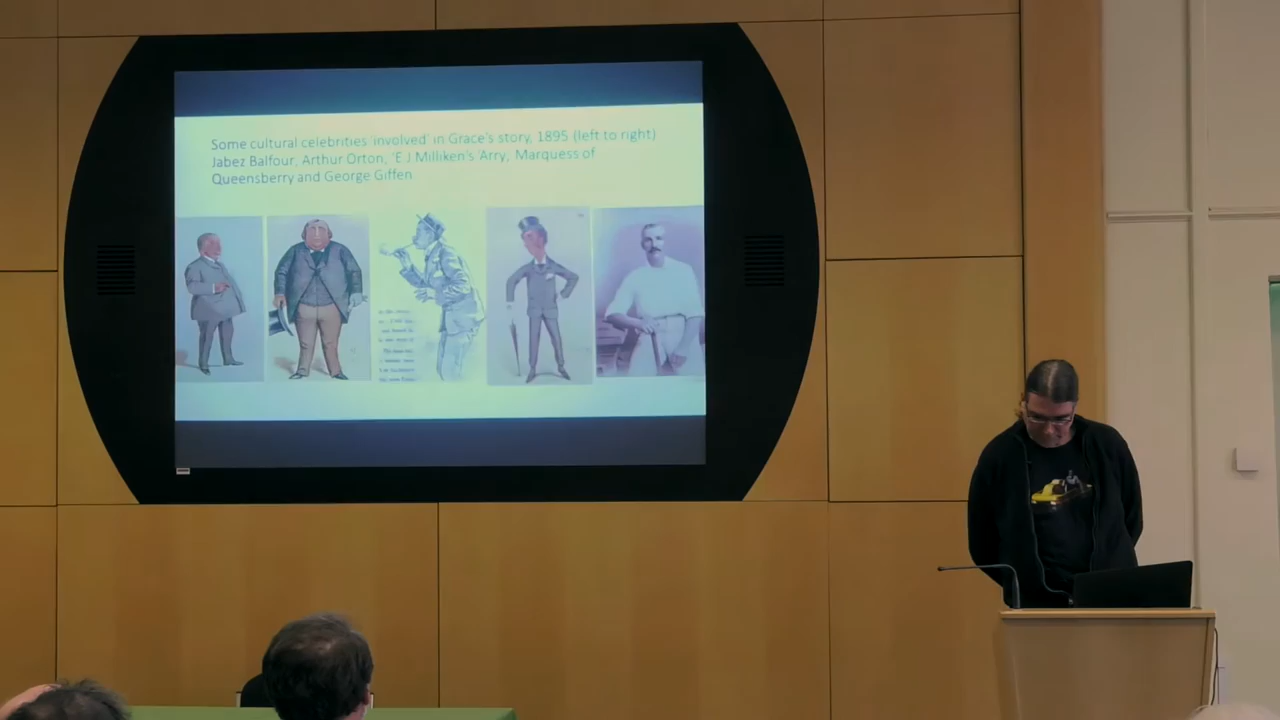 Some cultural celebrities 'involved' in Grace's story, 1895 (left to right)
Jabez Balfour, Arthur Orton, 'E J Milliken's 'Arry, Marquess of
Queensberry and George Giffen